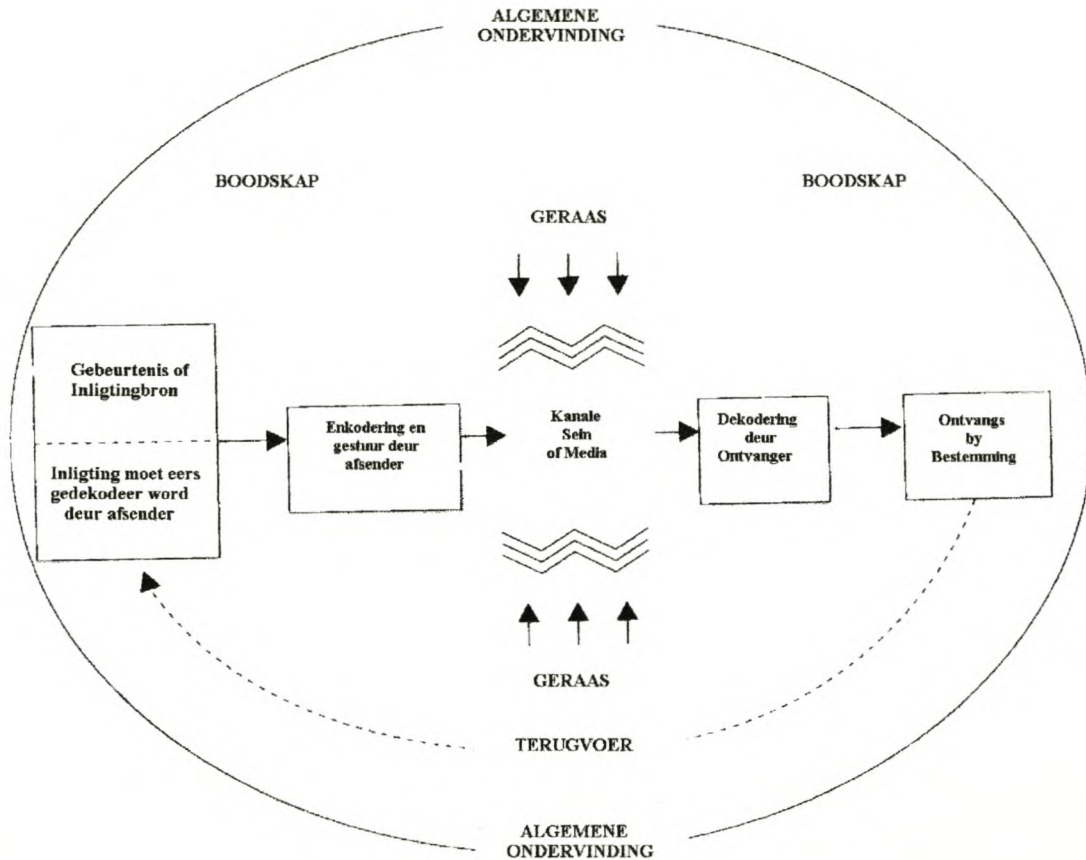 ALGEMENE
ONDERVINDING
BOODSKAP
BOODSKAP
GERAAS
Gebeurtenis of
Inligtingbron
Inligting moet eers
gedekodeer word
deur afsender
Enkodering en
gestuur deur
afsender
Kanale
Sein
of Media
Dekodering
deur
Ontvanger
Ontvangs
by
Bestemming
GERAAS
TERUGVOER
ALGEMENE
ONDERVINDING